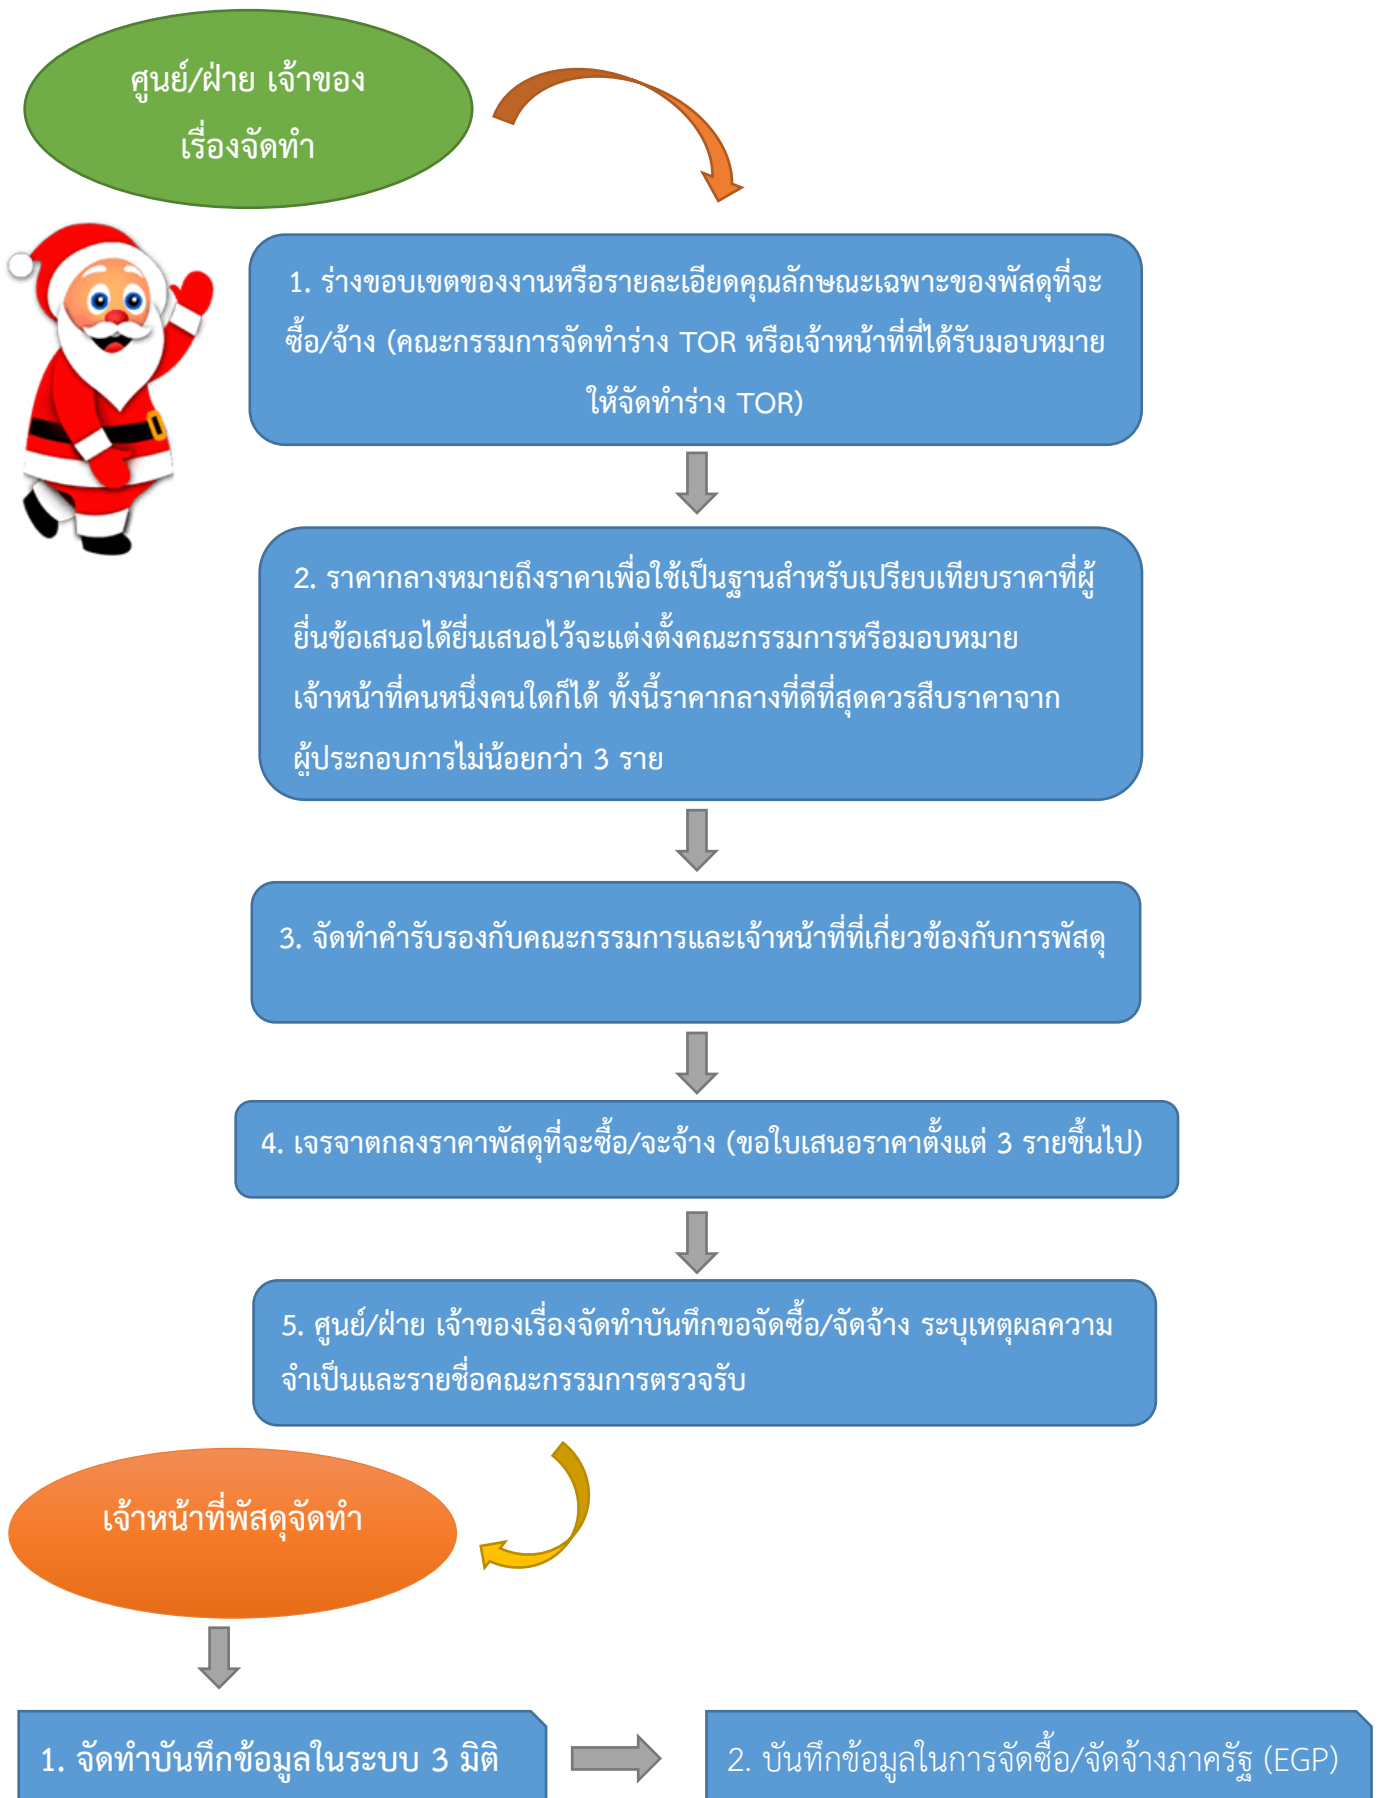 ศูนย์/ฝ่าย เจ้าของ
เรื่องจัดทำ
1. ร่างขอบเขตของงานหรือรายละเอียดคุณลักษณะเฉพาะของพัสดุที่จะ
ซื้อ/จ้าง (คณะกรรมการจัดทำร่าง TOR หรือเจ้าหน้าที่ที่ได้รับมอบหมาย
ให้จัดทำร่าง TOR)
2. ราคากลางหมายถึงราคาเพื่อใช้เป็นฐานสำหรับเปรียบเทียบราคาที่ผู้
ยื่นข้อเสนอได้ยื่นเสนอไว้จะแต่งตั้งคณะกรรมการหรือมอบหมาย
เจ้าหน้าที่คนหนึ่งคนใดก็ได้ ทั้งนี้ราคากลางที่ดีที่สุดควรสืบราคาจาก
ผู้ประกอบการไม่น้อยกว่า 3 ราย
3. จัดทำคำรับรองกับคณะกรรมการและเจ้าหน้าที่ที่เกี่ยวข้องกับการพัสดุ
4. เจรจาตกลงราคาพัสดุที่จะซื้อ/จะจ้าง (ขอใบเสนอราคาตั้งแต่ 3 รายขึ้นไป)
5. ศูนย์/ฝ่าย เจ้าของเรื่องจัดทำบันทึกขอจัดซื้อ/จัดจ้าง ระบุเหตุผลความ
จำเป็นและรายชื่อคณะกรรมการตรวจรับ
เจ้าหน้าที่พัสดุจัดทำ
1. จัดทำบันทึกข้อมูลในระบบ 3 มิติ
2. บันทึกข้อมูลในการจัดซื้อ/จัดจ้างภาครัฐ (EGP)